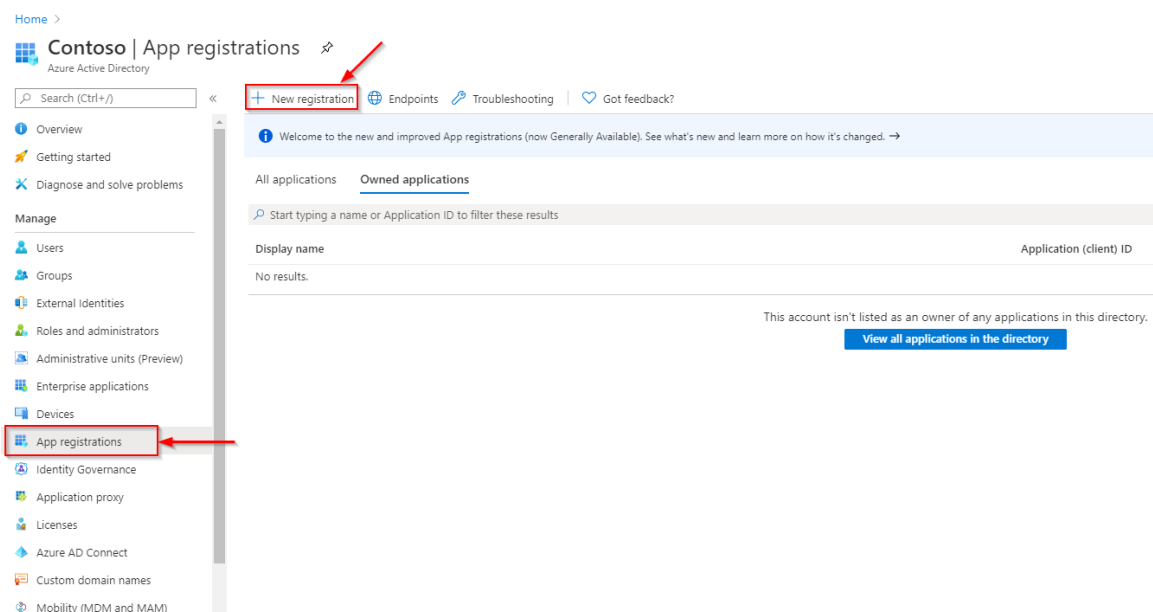 Home >
Contoso | App registrations
Azure Active Directory
Search (Ctrl+/)
«
+ New registration
Endpoints
Troubleshooting
Got feedback?
Welcome to the new and improved App registrations (now Generally Available). See what's new and learn more on how it's changed. →
Overview
Getting started
Diagnose and solve problems
Manage
Users
Groups
External Identities
Roles and administrators
Administrative units (Preview)
Enterprise applications
Devices
App registrations
Identity Governance
Application proxy
Licenses
Azure AD Connect
Custom domain names
Mobility (MDM and MAM)
All applications
Owned applications
Start typing a name or Application ID to filter these results
Display name
Application (client) ID
No results.
This account isn't listed as an owner of any applications in this directory.
View all applications in the directory